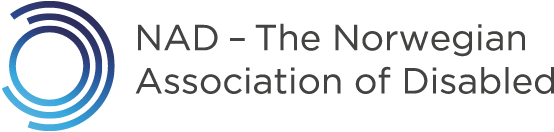 NAD – The Norwegian
Association of Disabled